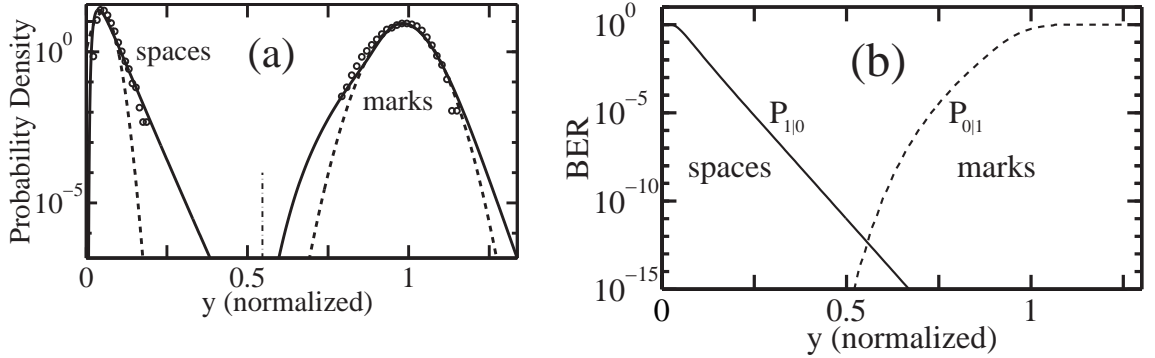 Probability Density
10^0
10^-5
spaces
(a)
marks
0
0.5
1
y (normalized)
BER
10^0
10^-5
10^-10
10^-15
(b)
P_1|0
P_0|1
spaces
marks
0
0.5
1
y (normalized)